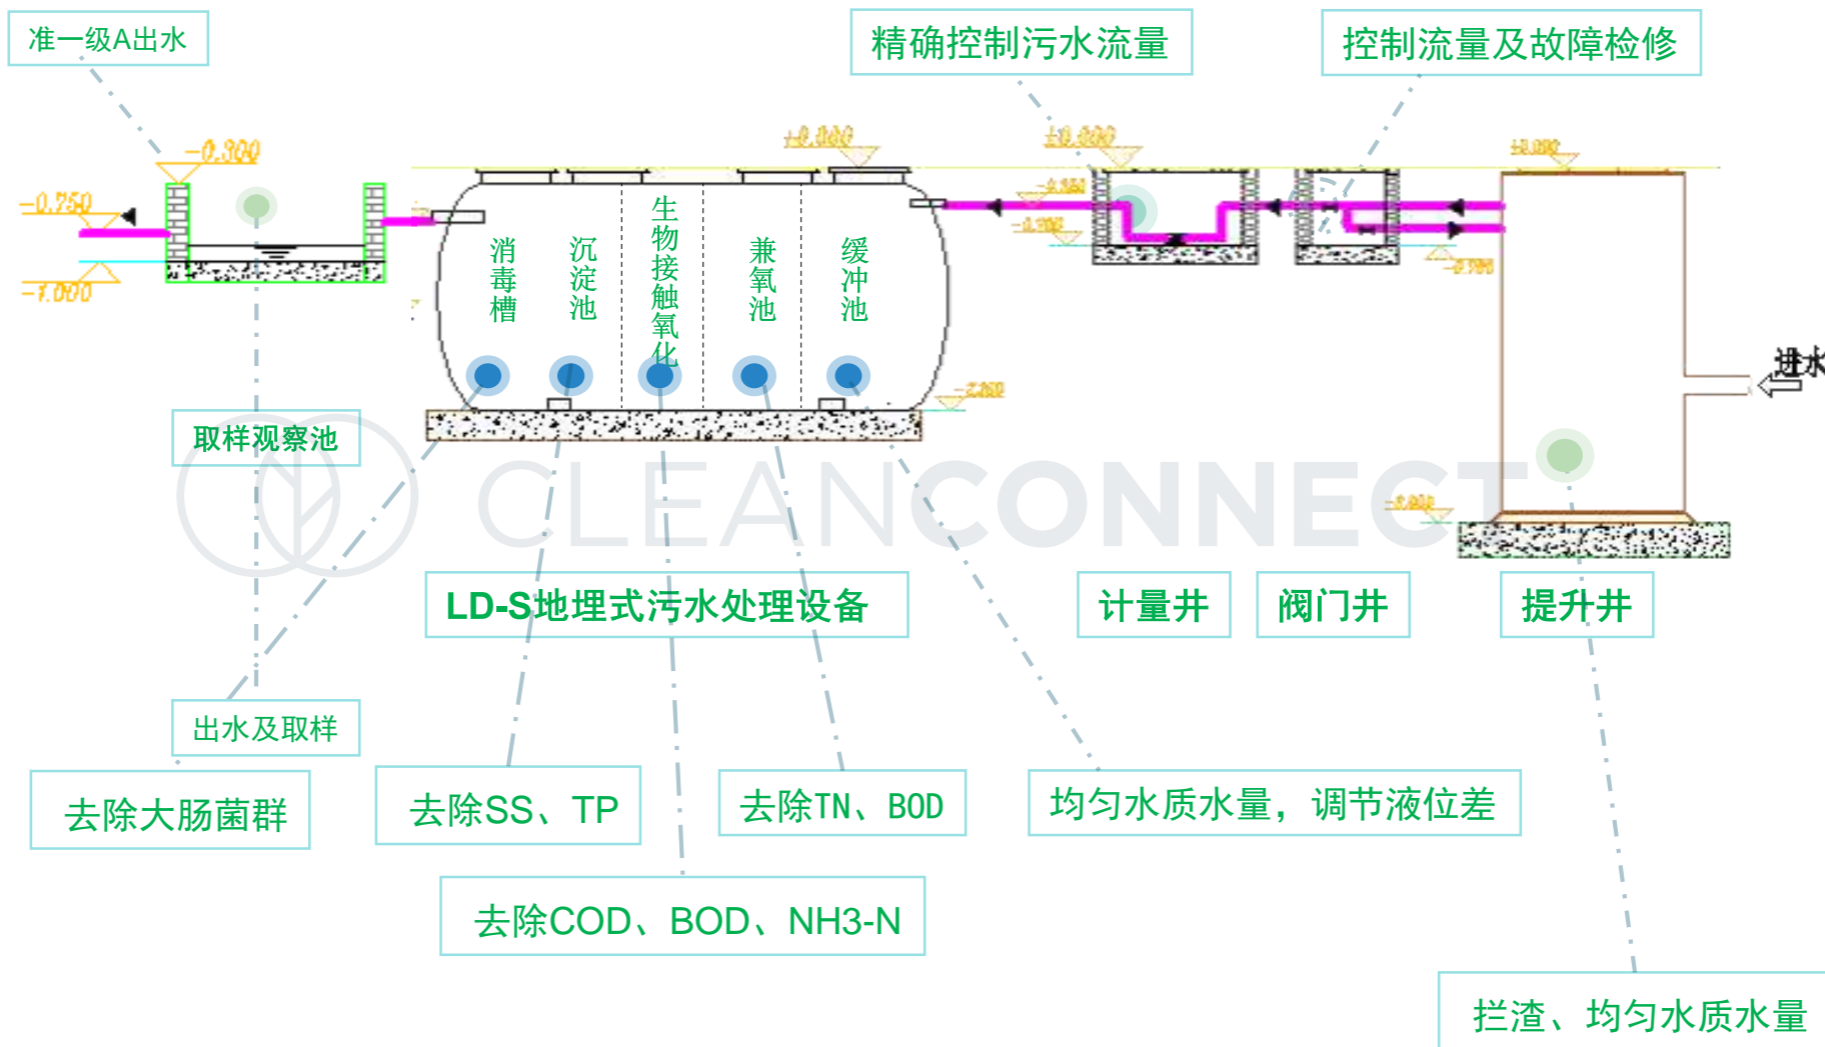 准一级A出水
精确控制污水流量
控制流量及故障检修
-0.300
±0.000
±0.000
±0.000
-0.750
-1.000
消毒槽
沉淀池
生物接触氧化
兼氧池
缓冲池
进水
取样观察池
CLEANCONNECT
LD-S地埋式污水处理设备
计量井
阀门井
提升井
出水及取样
去除大肠菌群
去除SS、TP
去除TN、BOD
均匀水质水量，调节液位差
去除COD、BOD、NH3-N
拦渣、均匀水质水量